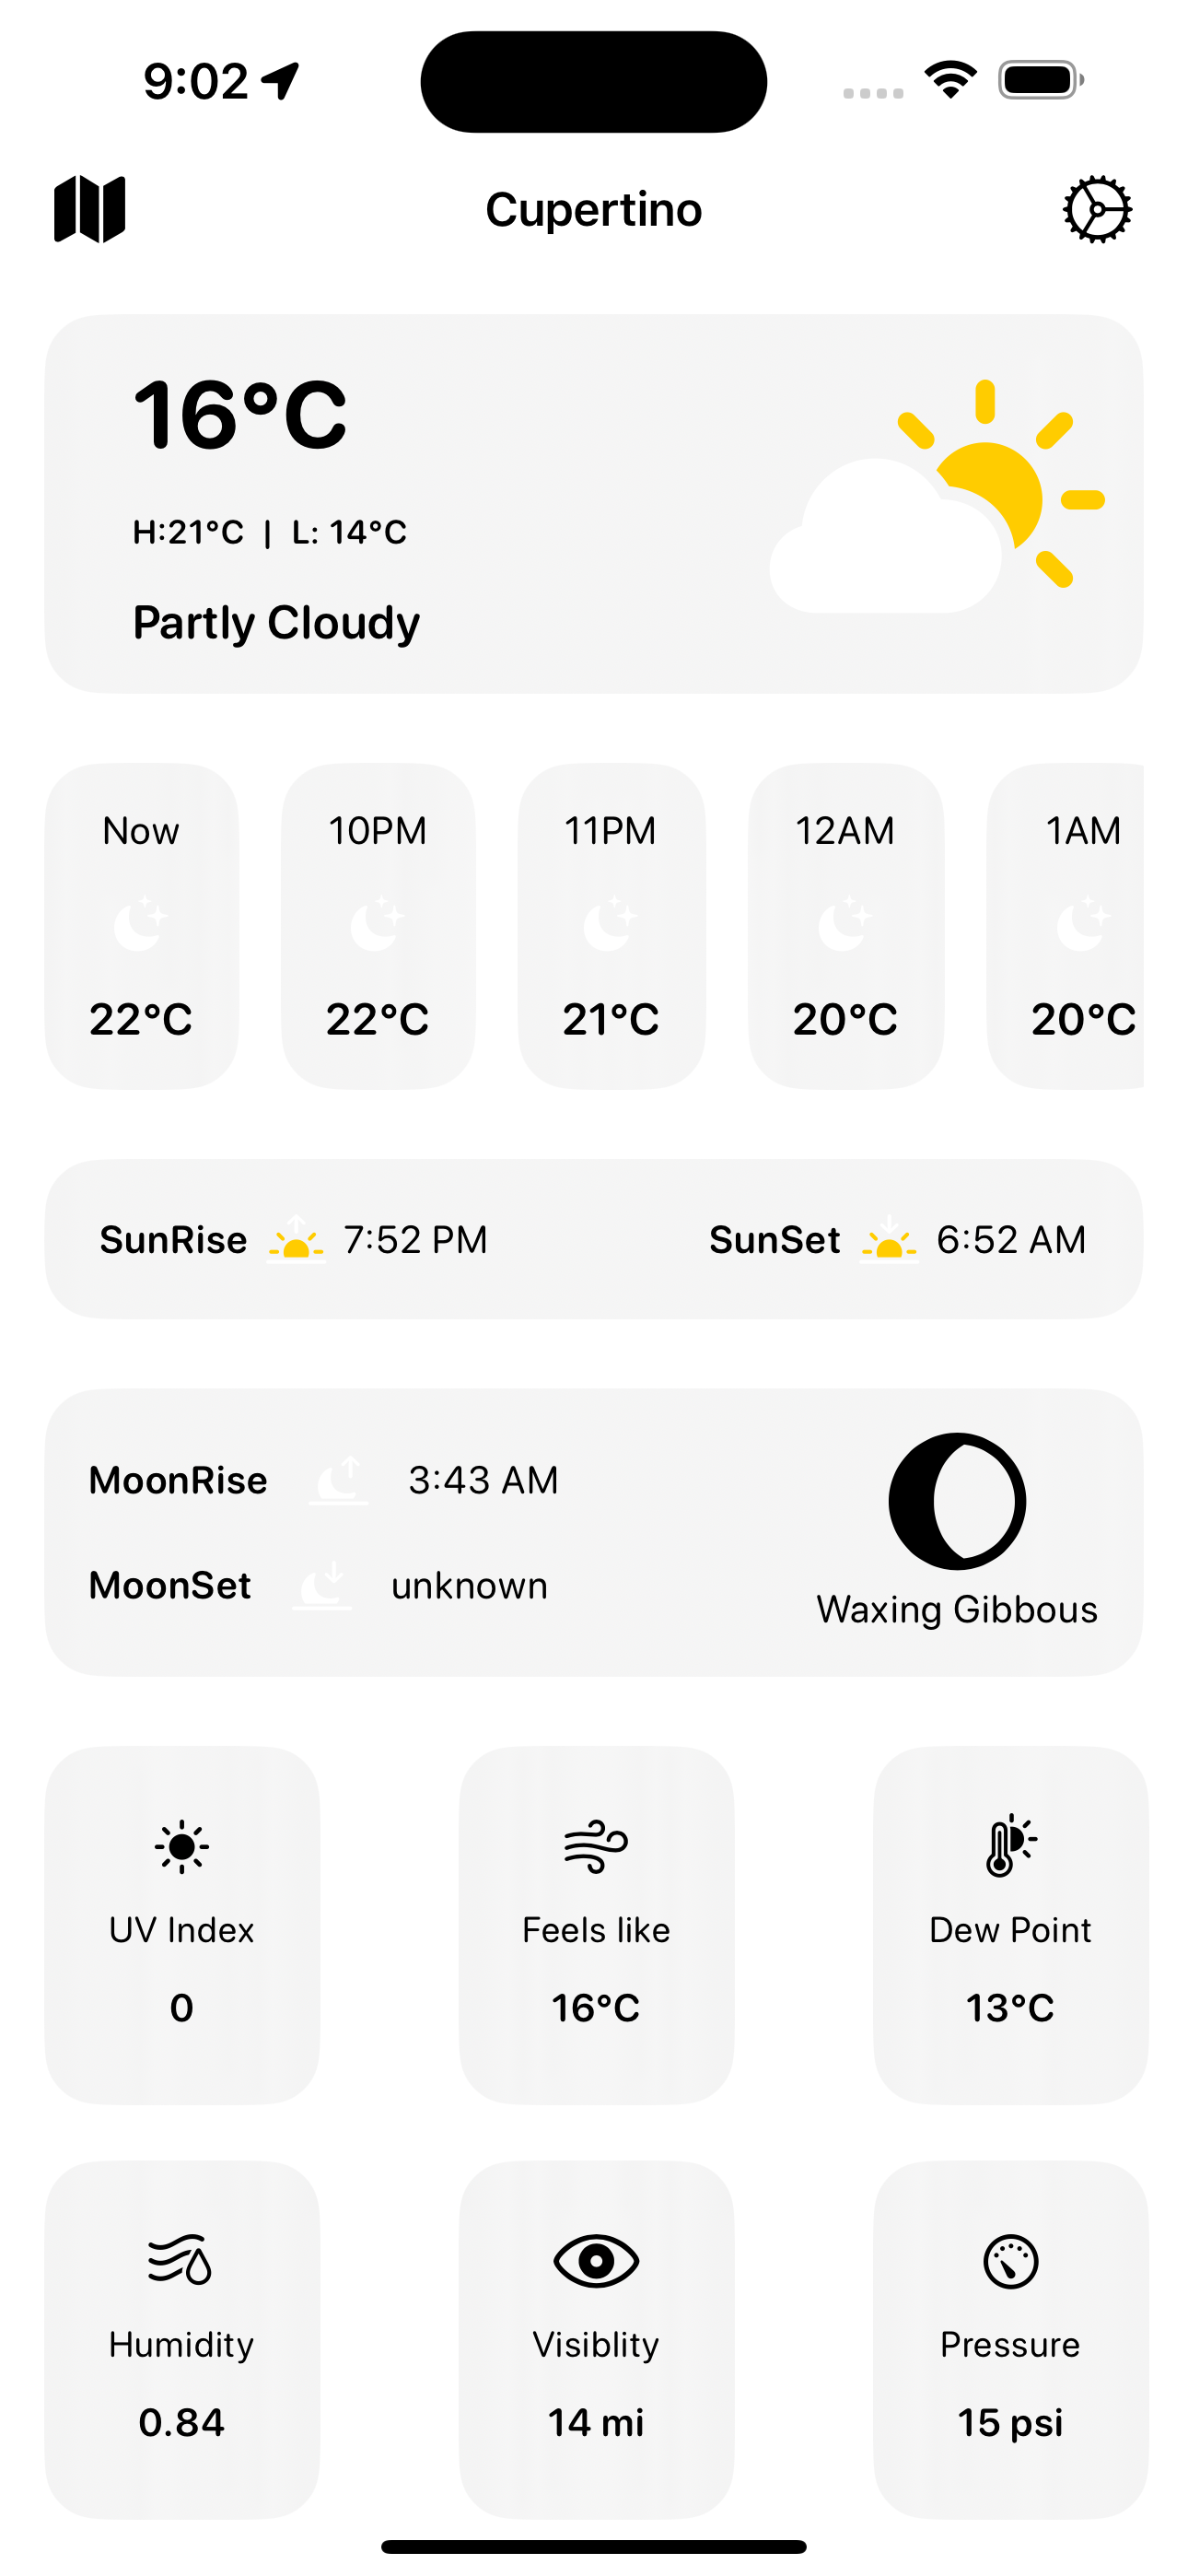 9:02
Cupertino
16°C
H:21°C | L: 14°C
Partly Cloudy
Now 10PM 11PM 12AM 1AM
22°C 22°C 21°C 20°C 20°C
SunRise 7:52 PM SunSet 6:52 AM
MoonRise 3:43 AM
MoonSet unknown
Waxing Gibbous
UV Index Feels like Dew Point
0 16°C 13°C
Humidity Visiblity Pressure
0.84 14 mi 15 psi